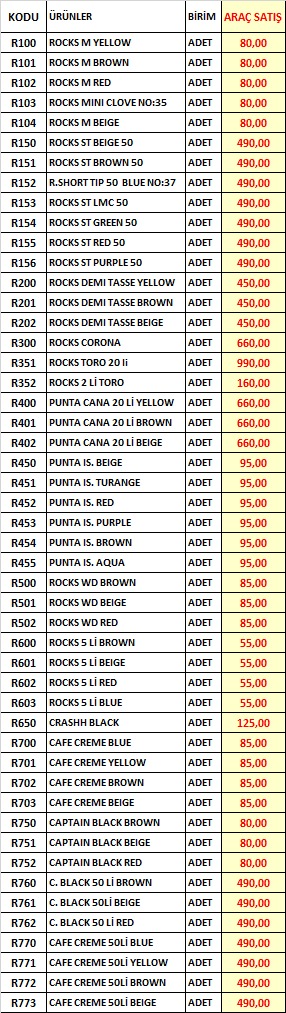 KODU ÜRÜNLER BİRİM ARAÇ SATIŞ
R100 ROCKS M YELLOW ADET 80,00
R101 ROCKS M BROWN ADET 80,00
R102 ROCKS M RED ADET 80,00
R103 ROCKS MINI CLOVE NO:35 ADET 80,00
R104 ROCKS M BEIGE ADET 80,00
R150 ROCKS ST BEIGE 50 ADET 490,00
R151 ROCKS ST BROWN 50 ADET 490,00
R152 R.SHORT TIP 50 BLUE NO:37 ADET 490,00
R153 ROCKS ST LMC 50 ADET 490,00
R154 ROCKS ST GREEN 50 ADET 490,00
R155 ROCKS ST RED 50 ADET 490,00
R156 ROCKS ST PURPLE 50 ADET 490,00
R200 ROCKS DEMI TASSE YELLOW ADET 450,00
R201 ROCKS DEMI TASSE BROWN ADET 450,00
R202 ROCKS DEMI TASSE BEIGE ADET 450,00
R300 ROCKS CORONA ADET 660,00
R351 ROCKS TORO 20 li ADET 990,00
R352 ROCKS 2 Lİ TORO ADET 160,00
R400 PUNTA CANA 20 Lİ YELLOW ADET 660,00
R401 PUNTA CANA 20 Lİ BROWN ADET 660,00
R402 PUNTA CANA 20 Lİ BEIGE ADET 660,00
R450 PUNTA IS. BEIGE ADET 95,00
R451 PUNTA IS. TURANGE ADET 95,00
R452 PUNTA IS. RED ADET 95,00
R453 PUNTA IS. PURPLE ADET 95,00
R454 PUNTA IS. BROWN ADET 95,00
R455 PUNTA IS. AQUA ADET 95,00
R500 ROCKS WD BROWN ADET 85,00
R501 ROCKS WD BEIGE ADET 85,00
R502 ROCKS WD RED ADET 85,00
R600 ROCKS 5 Lİ BROWN ADET 55,00
R601 ROCKS 5 Lİ BEIGE ADET 55,00
R602 ROCKS 5 Lİ RED ADET 55,00
R603 ROCKS 5 Lİ BLUE ADET 55,00
R650 CRASHH BLACK ADET 125,00
R700 CAFE CREME BLUE ADET 85,00
R701 CAFE CREME YELLOW ADET 85,00
R702 CAFE CREME BROWN ADET 85,00
R703 CAFE CREME BEIGE ADET 85,00
R750 CAPTAIN BLACK BROWN ADET 80,00
R751 CAPTAIN BLACK BEIGE ADET 80,00
R752 CAPTAIN BLACK RED ADET 80,00
R760 C. BLACK 50 Lİ BROWN ADET 490,00
R761 C. BLACK 50Lİ BEIGE ADET 490,00
R762 C. BLACK 50 Lİ RED ADET 490,00
R770 CAFE CREME 50Lİ BLUE ADET 490,00
R771 CAFE CREME 50Lİ YELLOW ADET 490,00
R772 CAFE CREME 50Lİ BROWN ADET 490,00
R773 CAFE CREME 50Lİ BEIGE ADET 490,00